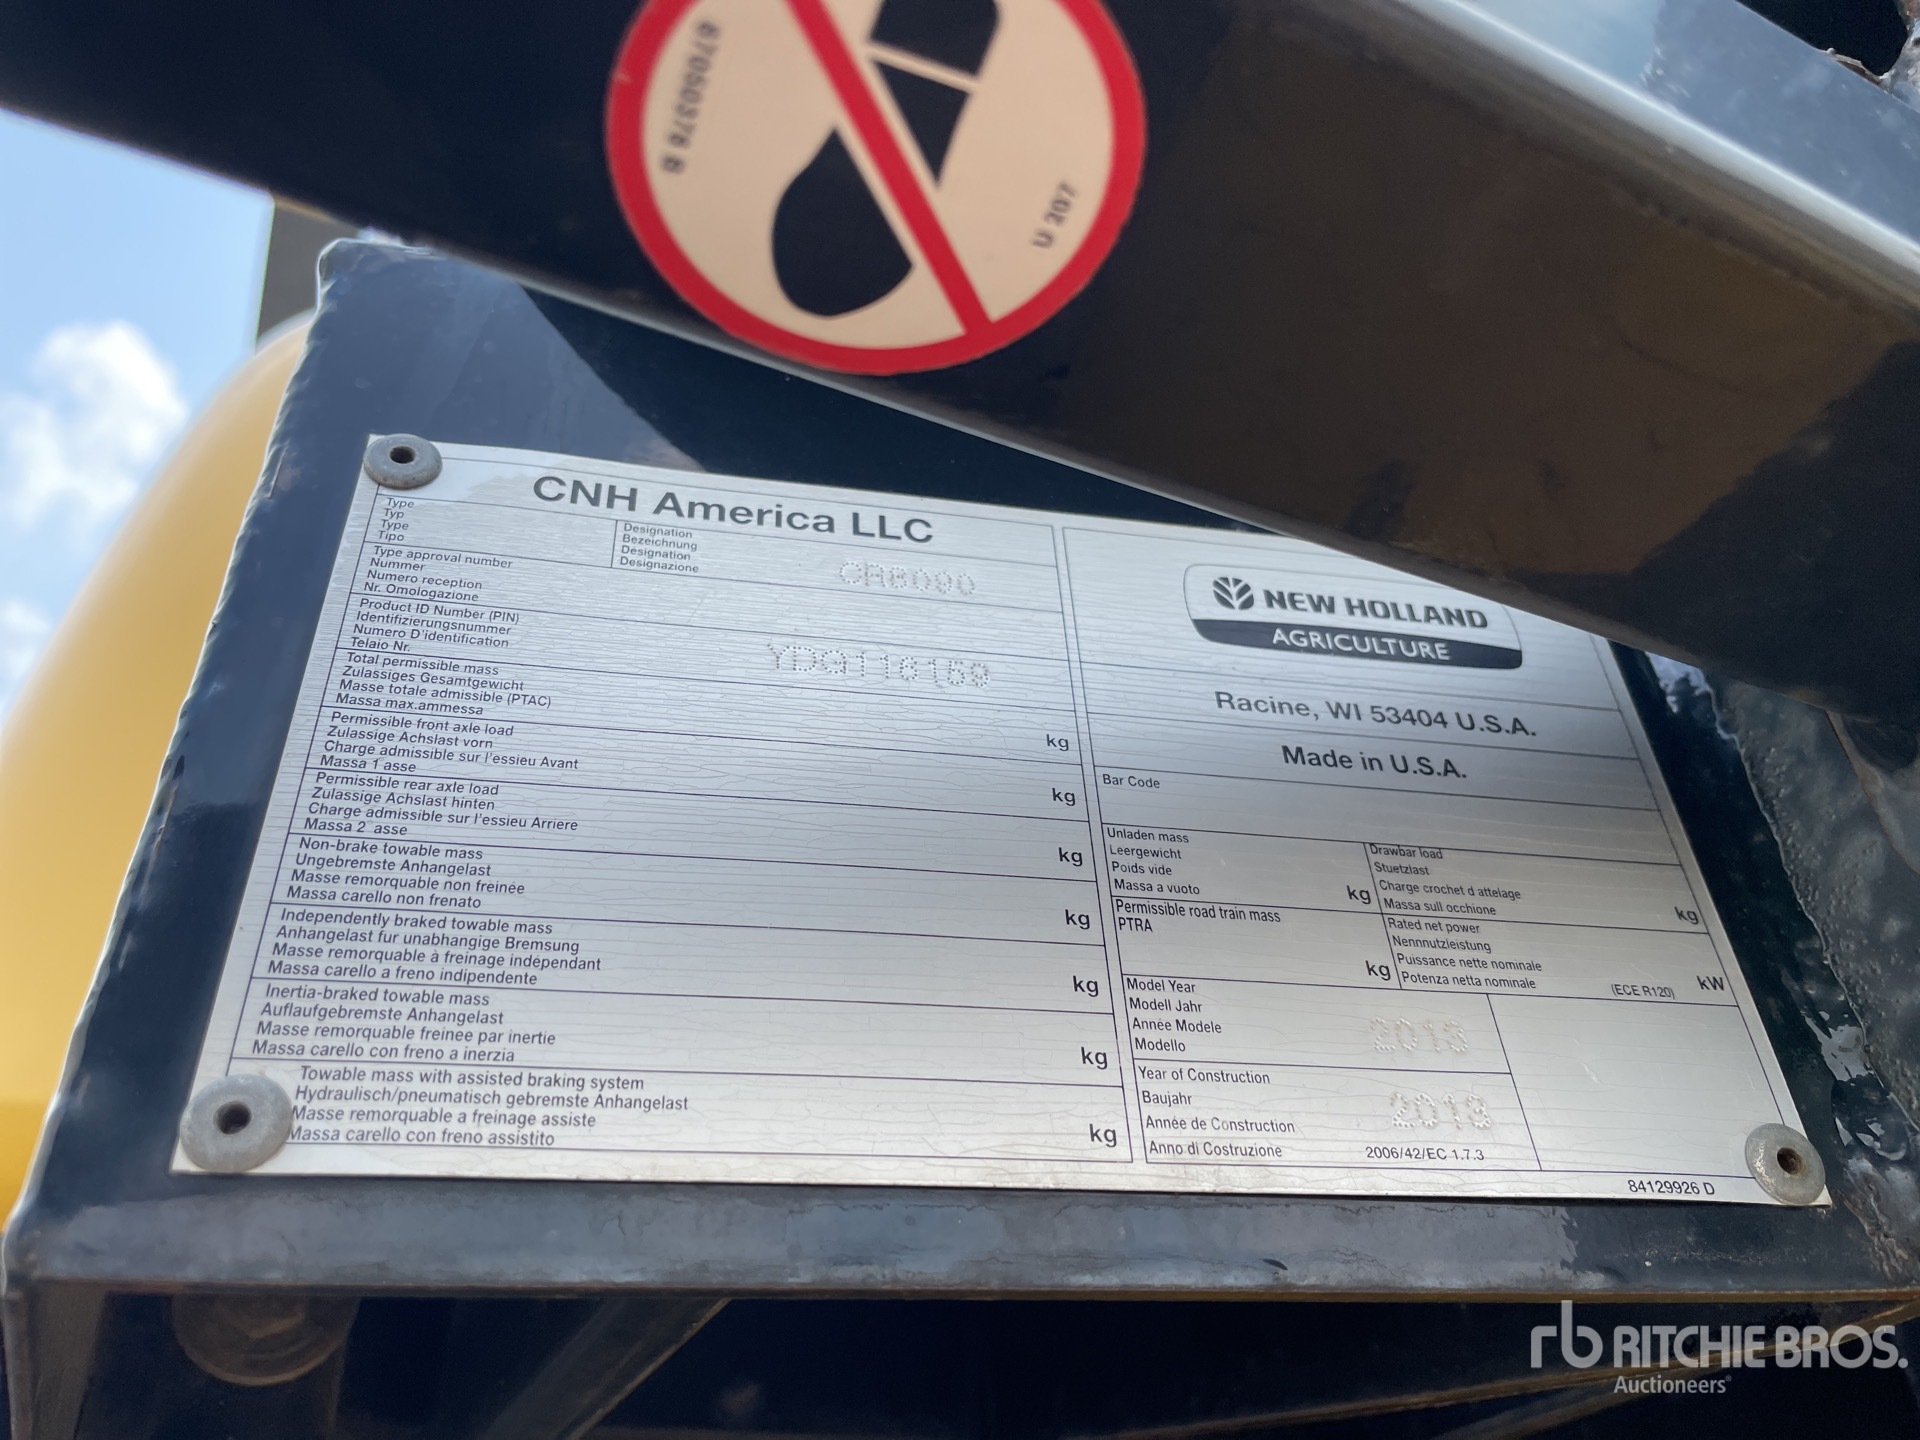 87050376 B
U 207
CNH America LLC
Type
Typ
Type
Tipo
Designation
Bezeichnung
Désignation
Designazione
CR8090
Type approval number
Nummer
Numero reception
Nr. Omologazione
Product ID Number (PIN)
Identifizierungsnummer
Numero D'identification
Telaio Nr.
YDG116159
Total permissible mass
Zulassiges Gesamtgewicht
Masse totale admissible (PTAC)
Massa max.ammessa
kg
Permissible front axle load
Zulassige Achslast vorn
Charge admissible sur l'essieu Avant
Massa 1 asse
kg
Permissible rear axle load
Zulassige Achslast hinten
Charge admissible sur l'essieu Arriere
Massa 2 asse
kg
Non-brake towable mass
Ungebremste Anhangelast
Masse remorquable non freinée
Massa carello non frenato
kg
Independently braked towable mass
Anhangelast fur unabhangige Bremsung
Masse remorquable à freinage indépendant
Massa carello a freno indipendente
kg
Inertia-braked towable mass
Auflaufgebremste Anhangelast
Masse remorquable freinee par inertie
Massa carello con freno a inerzia
kg
Towable mass with assisted braking system
Hydraulisch/pneumatisch gebremste Anhangelast
Masse remorquable a freinage assiste
Massa carello con freno assistito
kg
NEW HOLLAND
AGRICULTURE
Racine, WI 53404 U.S.A.
Made in U.S.A.
Bar Code
Unladen mass
Leergewicht
Poids vide
Massa a vuoto
kg
Drawbar load
Stuetzlast
Charge crochet d attelage
Massa sull occhione
kg
Permissible road train mass
PTRA
kg
Rated net power
Nennnutzleistung
Puissance nette nominale
Potenza netta nominale
(ECE R120)
kW
Model Year
Modell Jahr
Année Modele
Modello
2013
Year of Construction
Baujahr
Année de Construction
Anno di Costruzione
2013
2006/42/EC 1.7.3
84129926 D
rb RITCHIE BROS.
Auctioneers